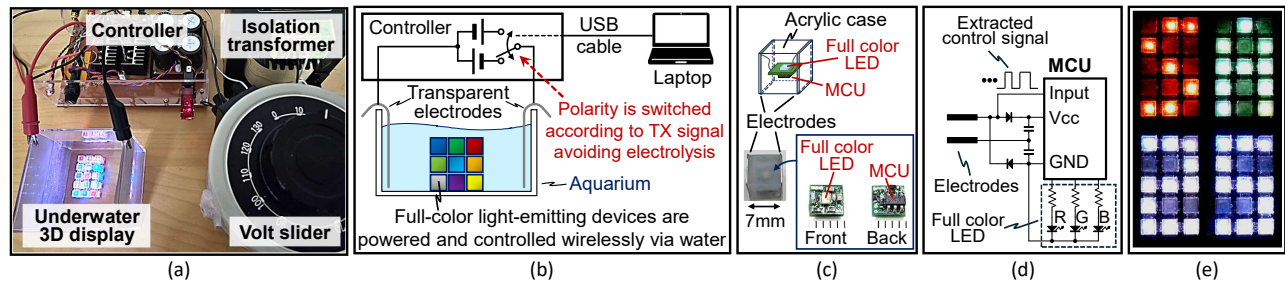 Controller
Isolation
transformer
10
0
100
Underwater
3D display
Volt slider
(a)
Controller
USB
cable
Laptop
Transparent
electrodes
Polarity is switched
according to TX signal
avoiding electrolysis
Aquarium
Full-color light-emitting devices are
powered and controlled wirelessly via water
(b)
Acrylic case
Full color
LED
MCU
Electrodes
Full color
LED
MCU
7mm
Front
Back
(c)
Extracted
control signal
MCU
Input
Vcc
GND
Electrodes
R G B
Full color
LED
(d)
(e)